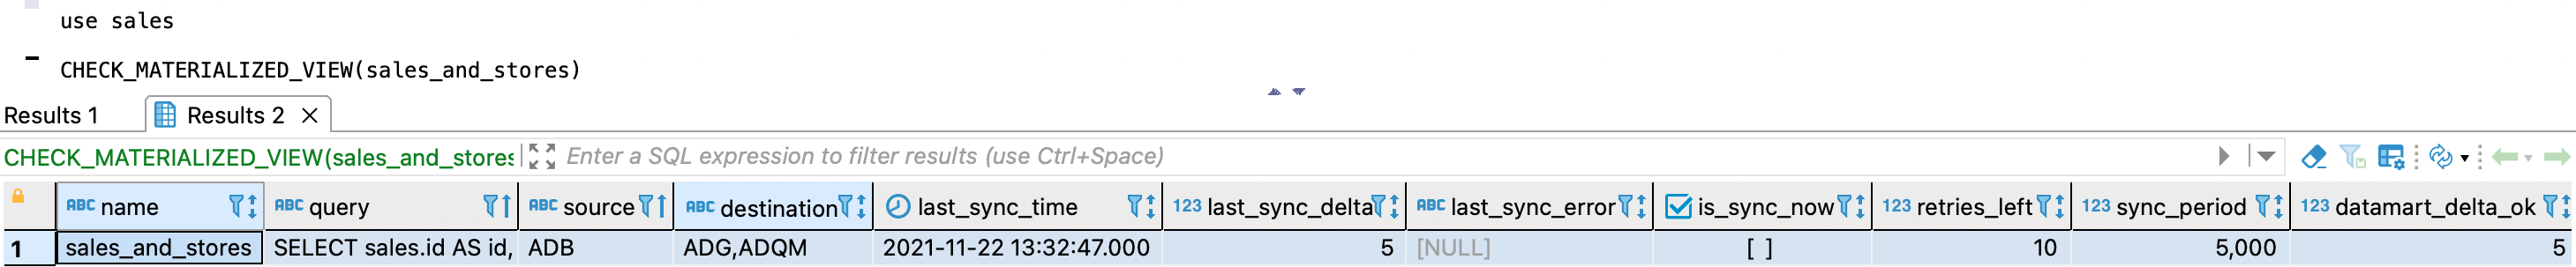 use sales
CHECK_MATERIALIZED_VIEW(sales_and_stores)
Results 1 Results 2
CHECK_MATERIALIZED_VIEW(sales_and_stores Enter a SQL expression to filter results (use Ctrl+Space)
ABC name ABC query ABC source ABC destination last_sync_time 123 last_sync_delta ABC last_sync_error is_sync_now 123 retries_left 123 sync_period 123 datamart_delta_ok
1 sales_and_stores SELECT sales.id AS id, ADB ADG,ADQM 2021-11-22 13:32:47.000 5 [NULL] [ ] 10 5,000 5